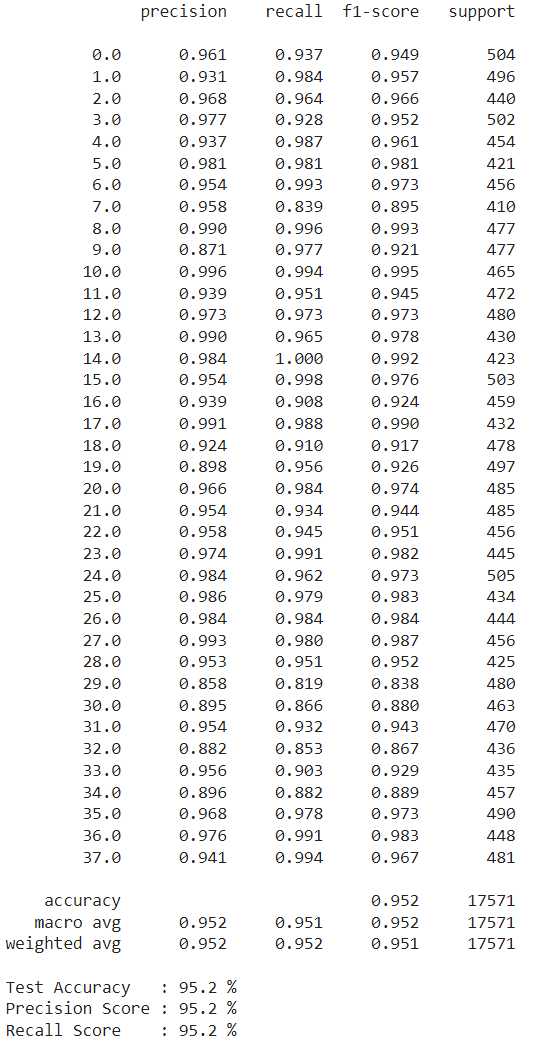 precision recall f1-score support
0.0 0.961 0.937 0.949 504
1.0 0.931 0.984 0.957 496
2.0 0.968 0.964 0.966 440
3.0 0.977 0.928 0.952 502
4.0 0.937 0.987 0.961 454
5.0 0.981 0.981 0.981 421
6.0 0.954 0.993 0.973 456
7.0 0.958 0.839 0.895 410
8.0 0.990 0.996 0.993 477
9.0 0.871 0.977 0.921 477
10.0 0.996 0.994 0.995 465
11.0 0.939 0.951 0.945 472
12.0 0.973 0.973 0.973 480
13.0 0.990 0.965 0.978 430
14.0 0.984 1.000 0.992 423
15.0 0.954 0.998 0.976 503
16.0 0.939 0.908 0.924 459
17.0 0.991 0.988 0.990 432
18.0 0.924 0.910 0.917 478
19.0 0.898 0.956 0.926 497
20.0 0.966 0.984 0.974 485
21.0 0.954 0.934 0.944 485
22.0 0.958 0.945 0.951 456
23.0 0.974 0.991 0.982 445
24.0 0.984 0.962 0.973 505
25.0 0.986 0.979 0.983 434
26.0 0.984 0.984 0.984 444
27.0 0.993 0.980 0.987 456
28.0 0.953 0.951 0.952 425
29.0 0.858 0.819 0.838 480
30.0 0.895 0.866 0.880 463
31.0 0.954 0.932 0.943 470
32.0 0.882 0.853 0.867 436
33.0 0.956 0.903 0.929 435
34.0 0.896 0.882 0.889 457
35.0 0.968 0.978 0.973 490
36.0 0.976 0.991 0.983 448
37.0 0.941 0.994 0.967 481
accuracy 0.952 17571
macro avg 0.952 0.951 0.952 17571
weighted avg 0.952 0.952 0.951 17571
Test Accuracy : 95.2 %
Precision Score : 95.2 %
Recall Score : 95.2 %